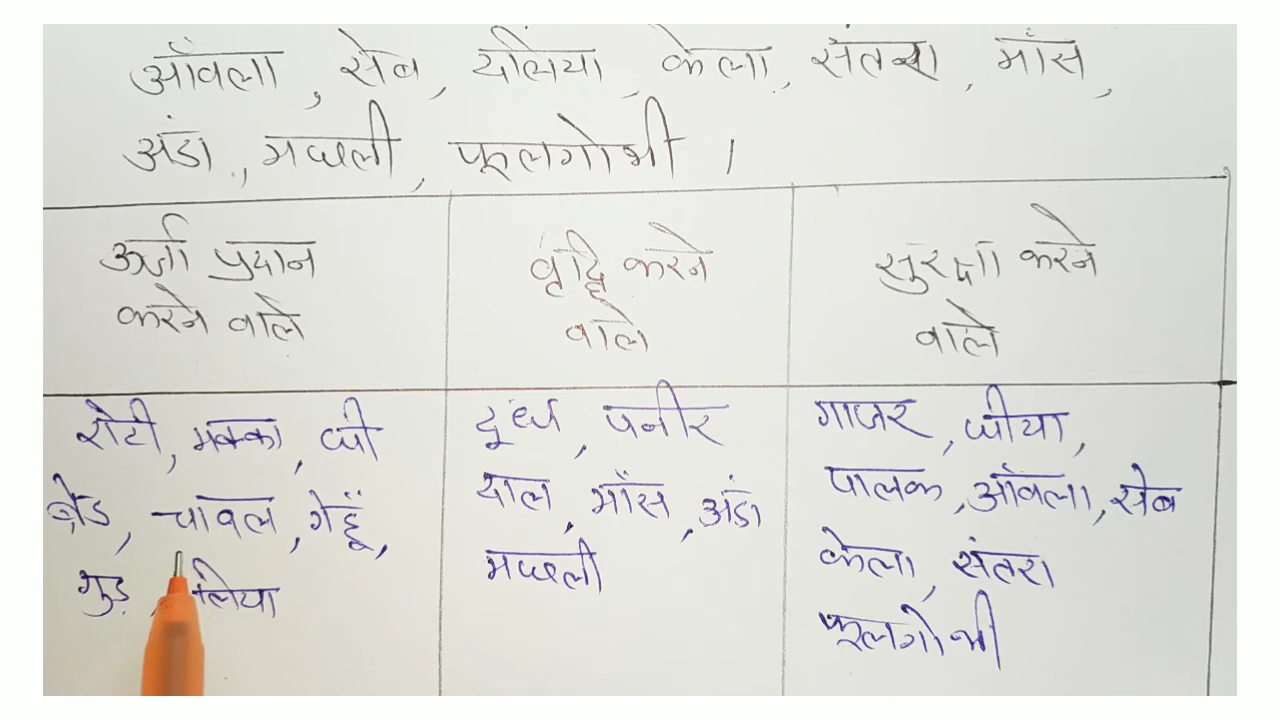 आँवला, सेब, दलिया, केला, संतरा, माँस,
अंडा, मछली, फूलगोभी ।
ऊर्जा प्रदान
करने वाले
वृद्धि करने
वाले
सुरक्षा करने
वाले
रोटी, मक्का, घी
ब्रेड, चावल, गेहूँ,
गुड़, लिया
दूध, पनीर
दाल, माँस, अंडा
मछली
गाजर, घीया,
पालक, आँवला, सेब
केला, संतरा
फूलगोभी